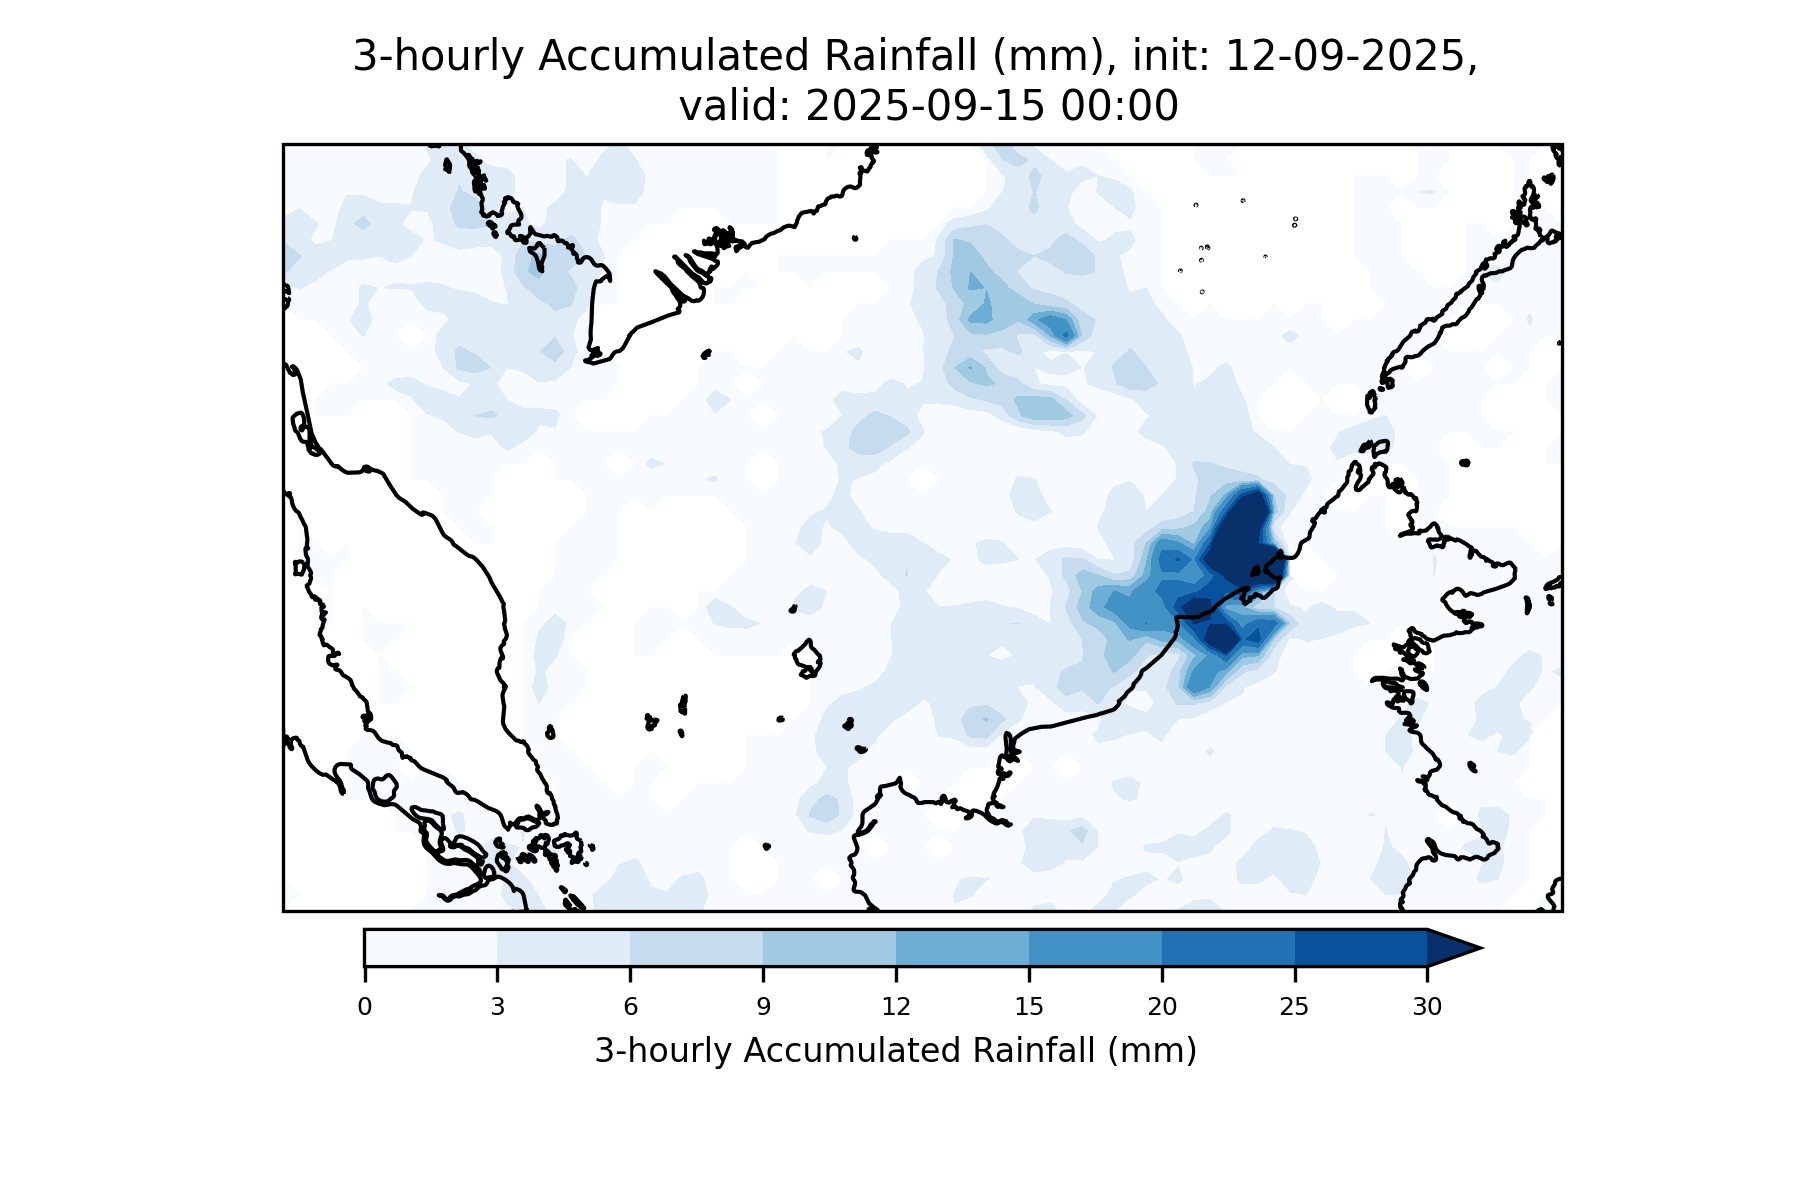 3-hourly Accumulated Rainfall (mm), init: 12-09-2025,
valid: 2025-09-15 00:00
0 3 6 9 12 15 20 25 30
3-hourly Accumulated Rainfall (mm)